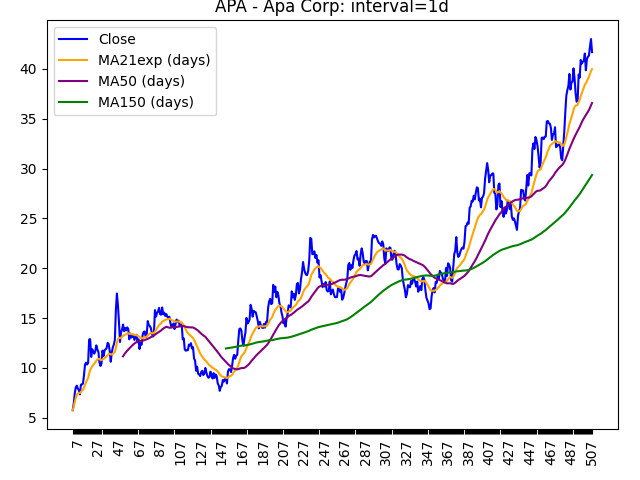 APA - Apa Corp: interval=1d
Close
MA21exp (days)
MA50 (days)
MA150 (days)
40
35
30
25
20
15
10
5
7 27 47 67 87 107 127 147 167 187 207 227 247 267 287 307 327 347 367 387 407 427 447 467 487 507